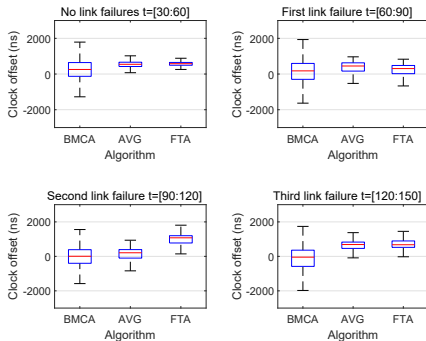 No link failures t=[30:60]
Clock offset (ns)
2000
0
-2000
BMCA AVG FTA
Algorithm
First link failure t=[60:90]
Clock offset (ns)
2000
0
-2000
BMCA AVG FTA
Algorithm
Second link failure t=[90:120]
Clock offset (ns)
2000
0
-2000
BMCA AVG FTA
Algorithm
Third link failure t=[120:150]
Clock offset (ns)
2000
0
-2000
BMCA AVG FTA
Algorithm